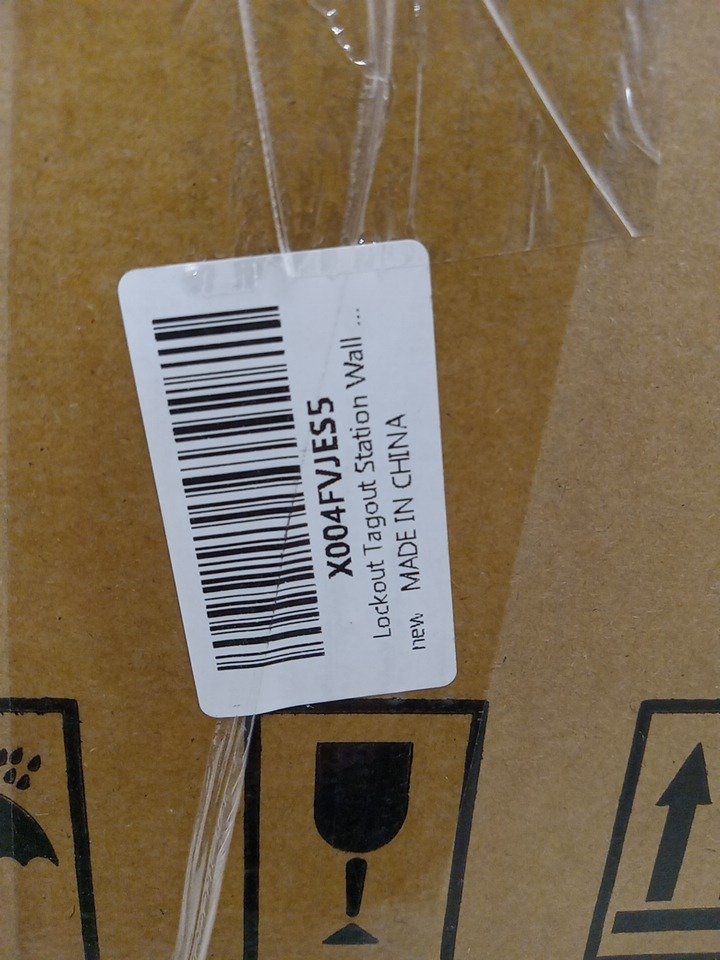 X004FVJES5
Lockout Tagout Station Wall ...
new MADE IN CHINA